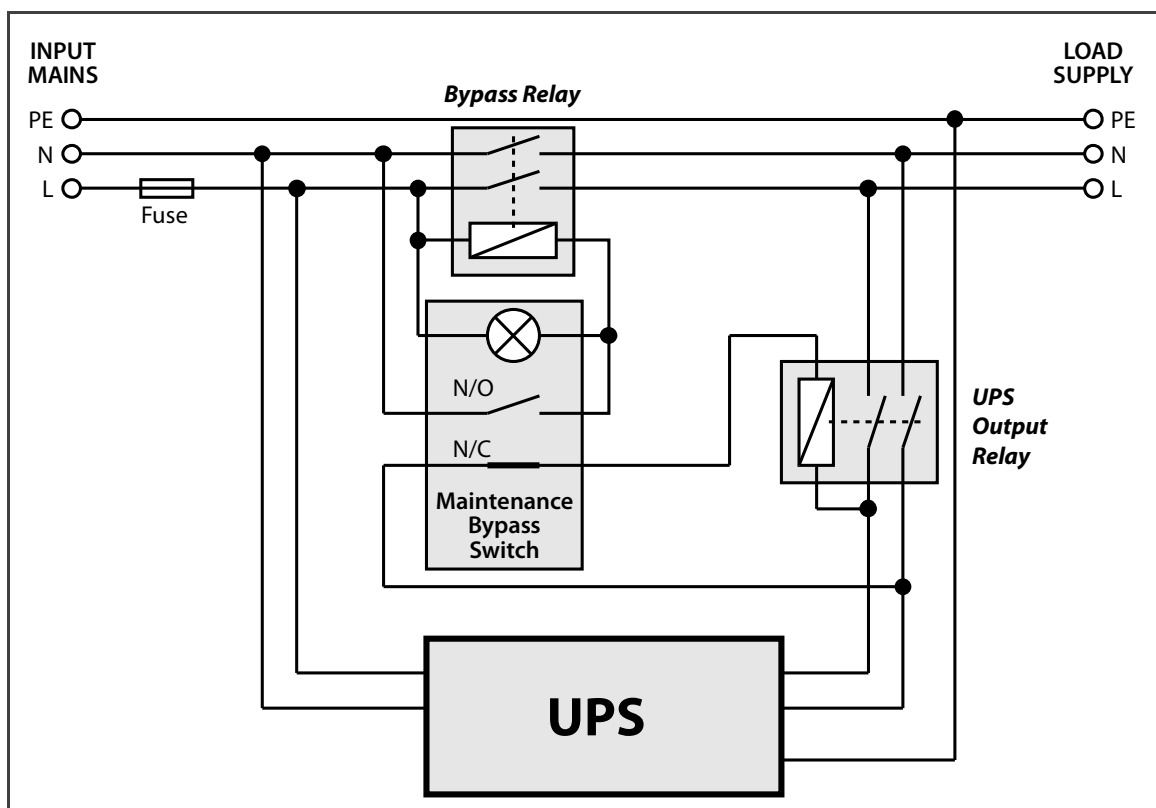 INPUT
MAINS
LOAD
SUPPLY
Bypass Relay
PE
PE
N
N
L
L
Fuse
N/O
N/C
Maintenance
Bypass
Switch
UPS
Output
Relay
UPS